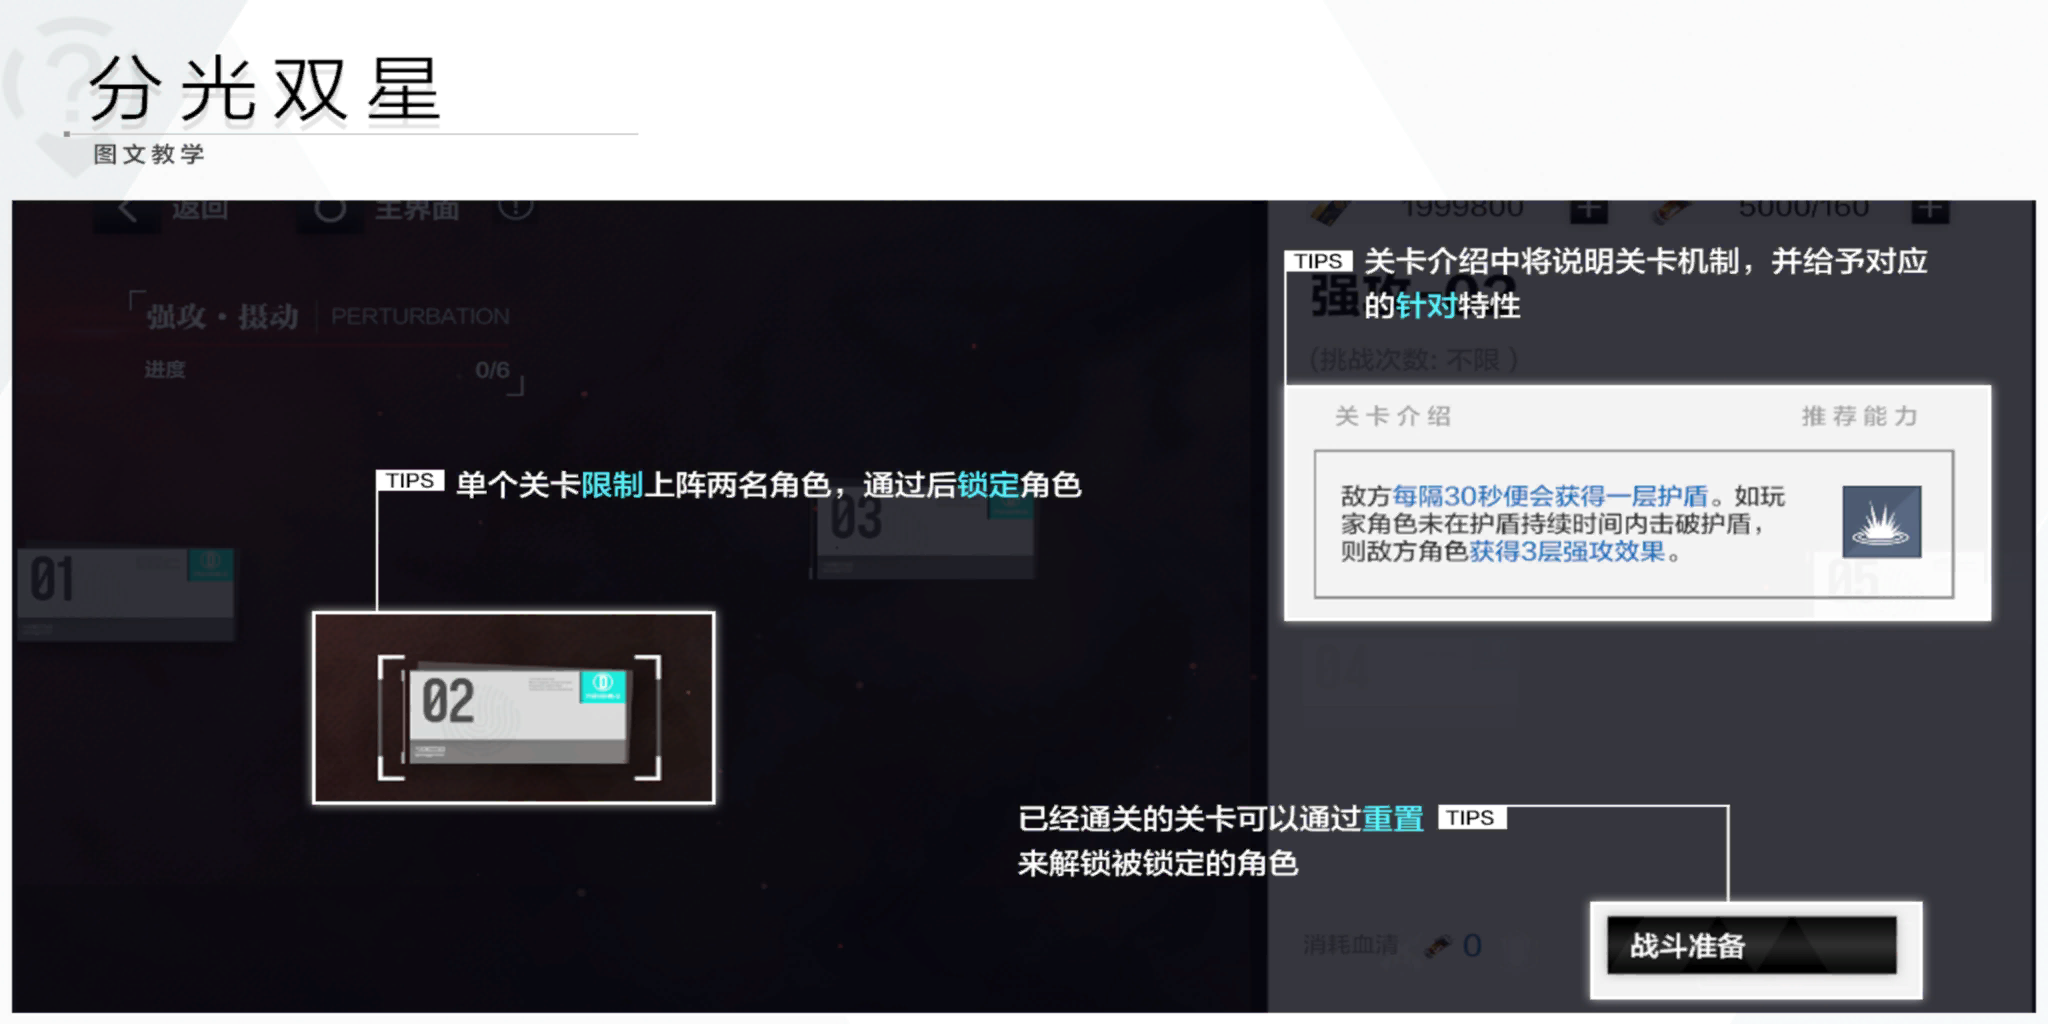 分光双星
图文教学
返回
主界面
1999800
5000/160
强攻·摄动
PERTURBATION
进度
0/6
TIPS
关卡介绍中将说明关卡机制，并给予对应
的针对特性
强攻-02
(挑战次数: 不限 )
关卡介绍
推荐能力
敌方每隔30秒便会获得一层护盾。如玩
家角色未在护盾持续时间内击破护盾，
则敌方角色获得3层强攻效果。
TIPS
单个关卡限制上阵两名角色，通过后锁定角色
01
03
05
02
04
已经通关的关卡可以通过重置
TIPS
来解锁被锁定的角色
消耗血清
0
战斗准备